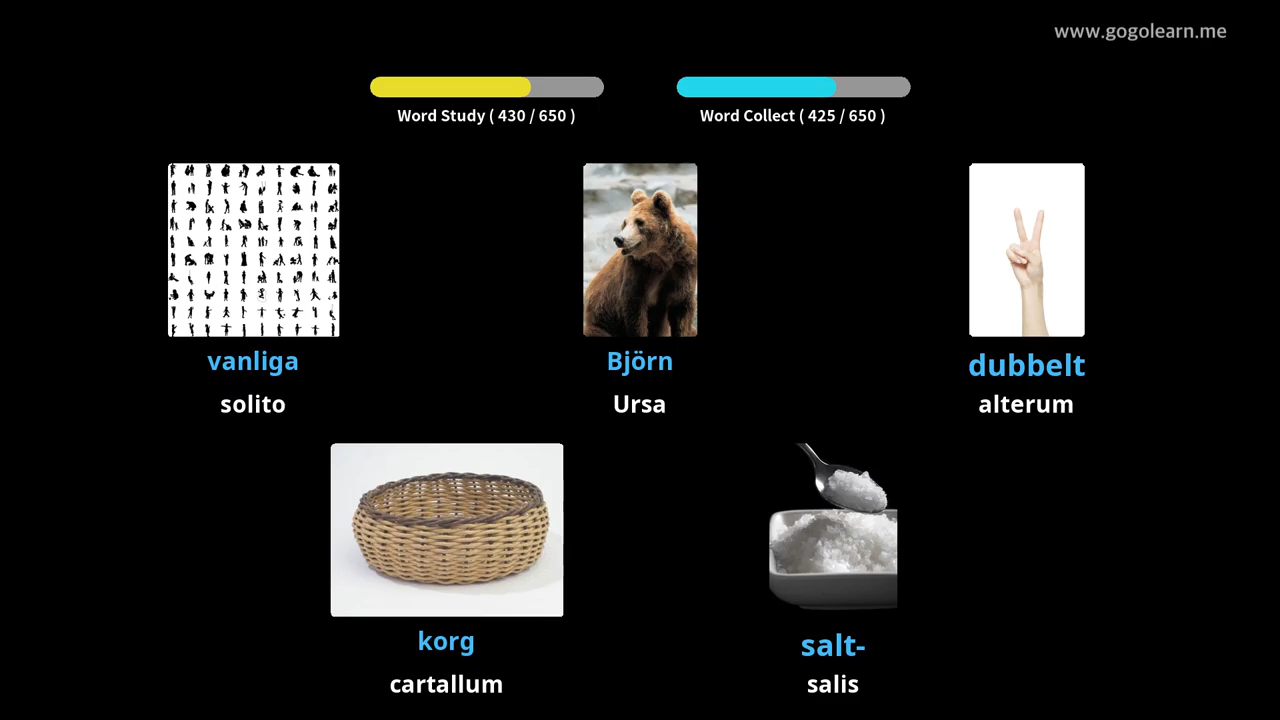 www.gogolearn.me
Word Study ( 430 / 650 )
Word Collect ( 425 / 650 )
vanliga
solito
Björn
Ursa
dubbelt
alterum
korg
cartallum
salt-
salis